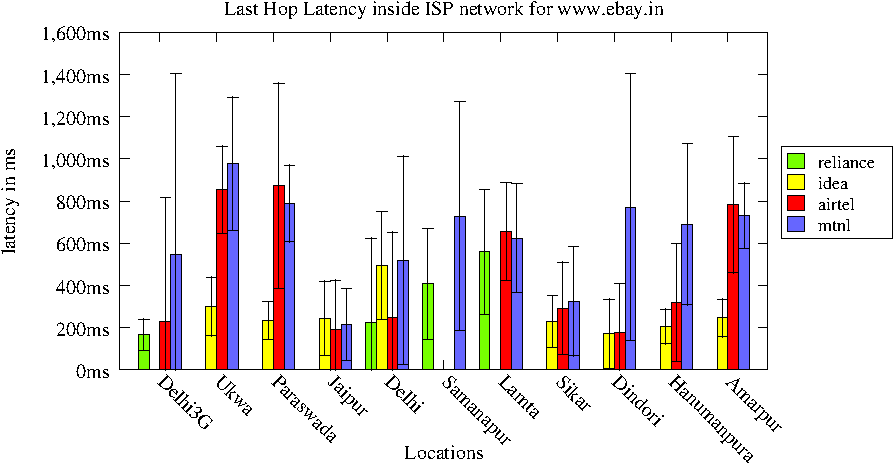 Last Hop Latency inside ISP network for www.ebay.in
1,600ms
1,400ms
1,200ms
1,000ms
800ms
600ms
400ms
200ms
0ms
latency in ms
reliance
idea
airtel
mtnl
Delhi3G
Ukwa
Paraswada
Jaipur
Delhi
Samanapur
Lamta
Sikar
Dindori
Hanumanpura
Amarpur
Locations